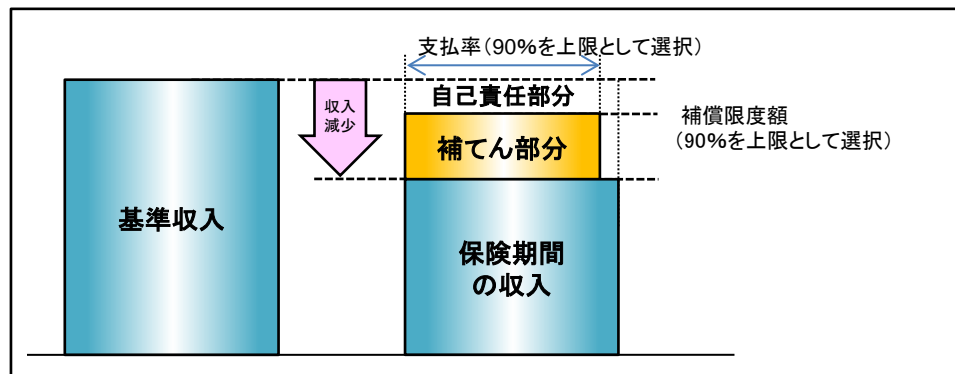 支払率(90%を上限として選択)
自己責任部分
収入
減少
補償限度額
(90%を上限として選択)
補てん部分
基準収入
保険期間
の収入